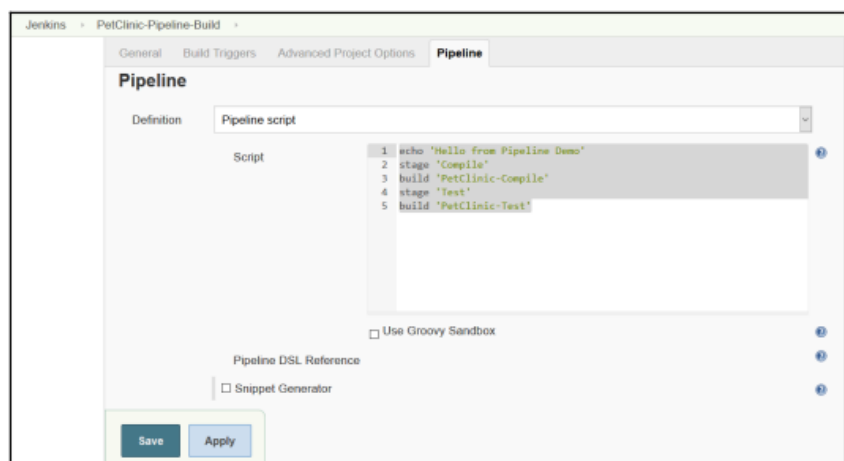 Jenkins › PetClinic-Pipeline-Build ›
General Build Triggers Advanced Project Options Pipeline
Pipeline
Definition Pipeline script
Script
1 echo 'Hello from Pipeline Demo'
2 stage 'Compile'
3 build 'PetClinic-Compile'
4 stage 'Test'
5 build 'PetClinic-Test'
Use Groovy Sandbox
Pipeline DSL Reference
Snippet Generator
Save Apply